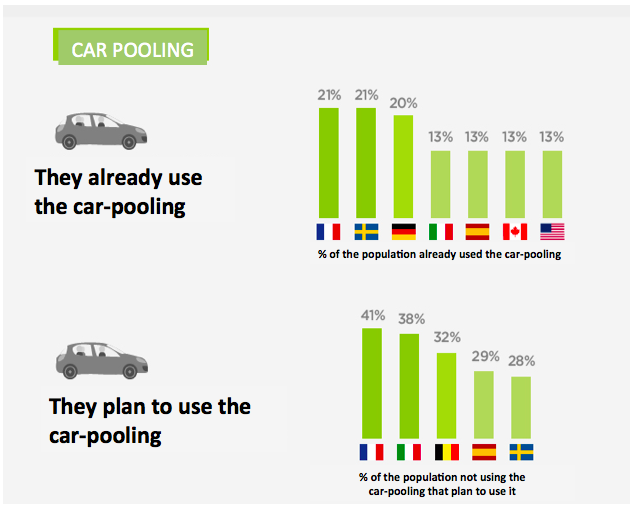 CAR POOLING
They already use
the car-pooling
21% 21% 20% 13% 13% 13% 13%
% of the population already used the car-pooling
They plan to use the
car-pooling
41% 38% 32% 29% 28%
% of the population not using the
car-pooling that plan to use it